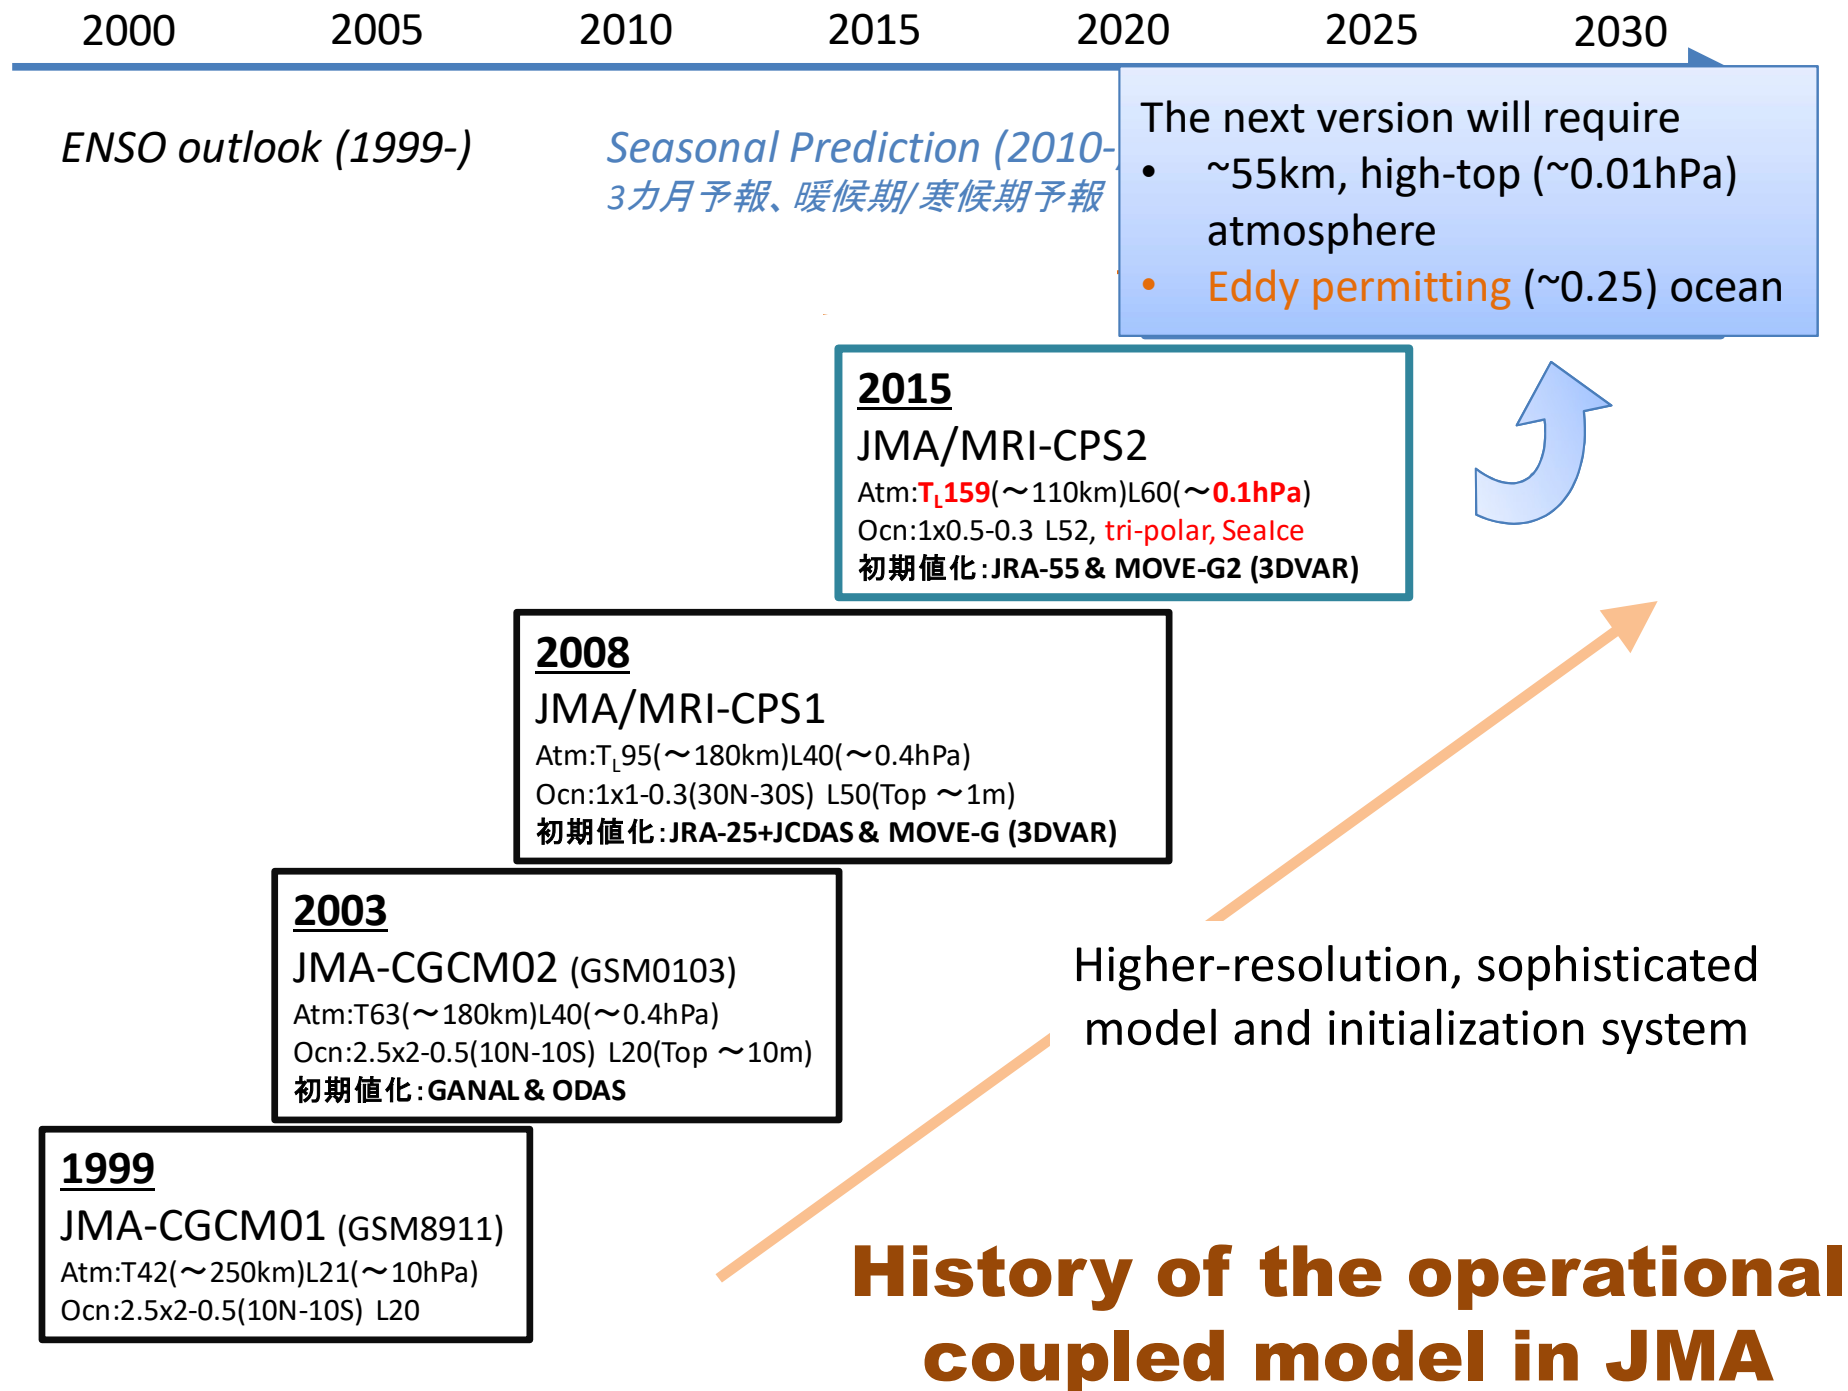 2000 2005 2010 2015 2020 2025 2030
ENSO outlook (1999-)
Seasonal Prediction (2010-
3カ月予報、暖候期/寒候期予報
The next version will require
• ~55km, high-top (~0.01hPa)
atmosphere
• Eddy permitting (~0.25) ocean
2015
JMA/MRI-CPS2
Atm:TL159(～110km)L60(～0.1hPa)
Ocn:1x0.5-0.3 L52, tri-polar, SeaIce
初期値化：JRA-55 & MOVE-G2 (3DVAR)
2008
JMA/MRI-CPS1
Atm:TL95(～180km)L40(～0.4hPa)
Ocn:1x1-0.3(30N-30S) L50(Top ～1m)
初期値化：JRA-25+JCDAS & MOVE-G (3DVAR)
2003
JMA-CGCM02 (GSM0103)
Atm:T63(～180km)L40(～0.4hPa)
Ocn:2.5x2-0.5(10N-10S) L20(Top ～10m)
初期値化：GANAL & ODAS
Higher-resolution, sophisticated
model and initialization system
1999
JMA-CGCM01 (GSM8911)
Atm:T42(～250km)L21(～10hPa)
Ocn:2.5x2-0.5(10N-10S) L20
History of the operational
coupled model in JMA